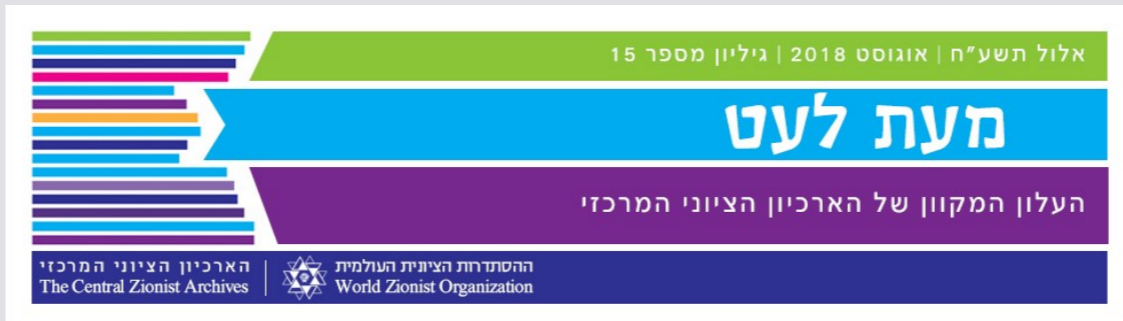 אלול תשע"ח | אוגוסט 2018 | גיליון מספר 15
מעת לעט
העלון המקוון של הארכיון הציוני המרכזי
ההסתדרות הציונית העולמית | הארכיון הציוני המרכזי
The Central Zionist Archives | World Zionist Organization